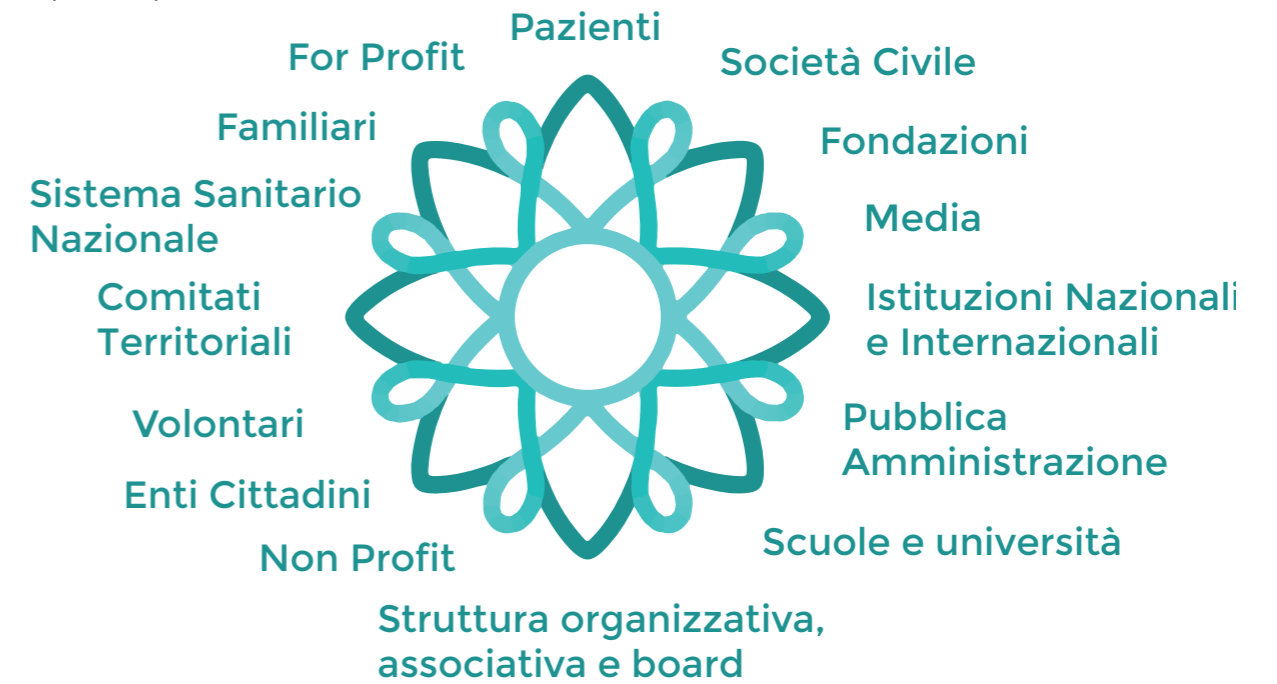 Pazienti
For Profit
Società Civile
Familiari
Fondazioni
Sistema Sanitario
Nazionale
Media
Comitati
Territoriali
Istituzioni Nazionali
e Internazionali
Volontari
Pubblica
Amministrazione
Enti Cittadini
Scuole e università
Non Profit
Struttura organizzativa,
associativa e board